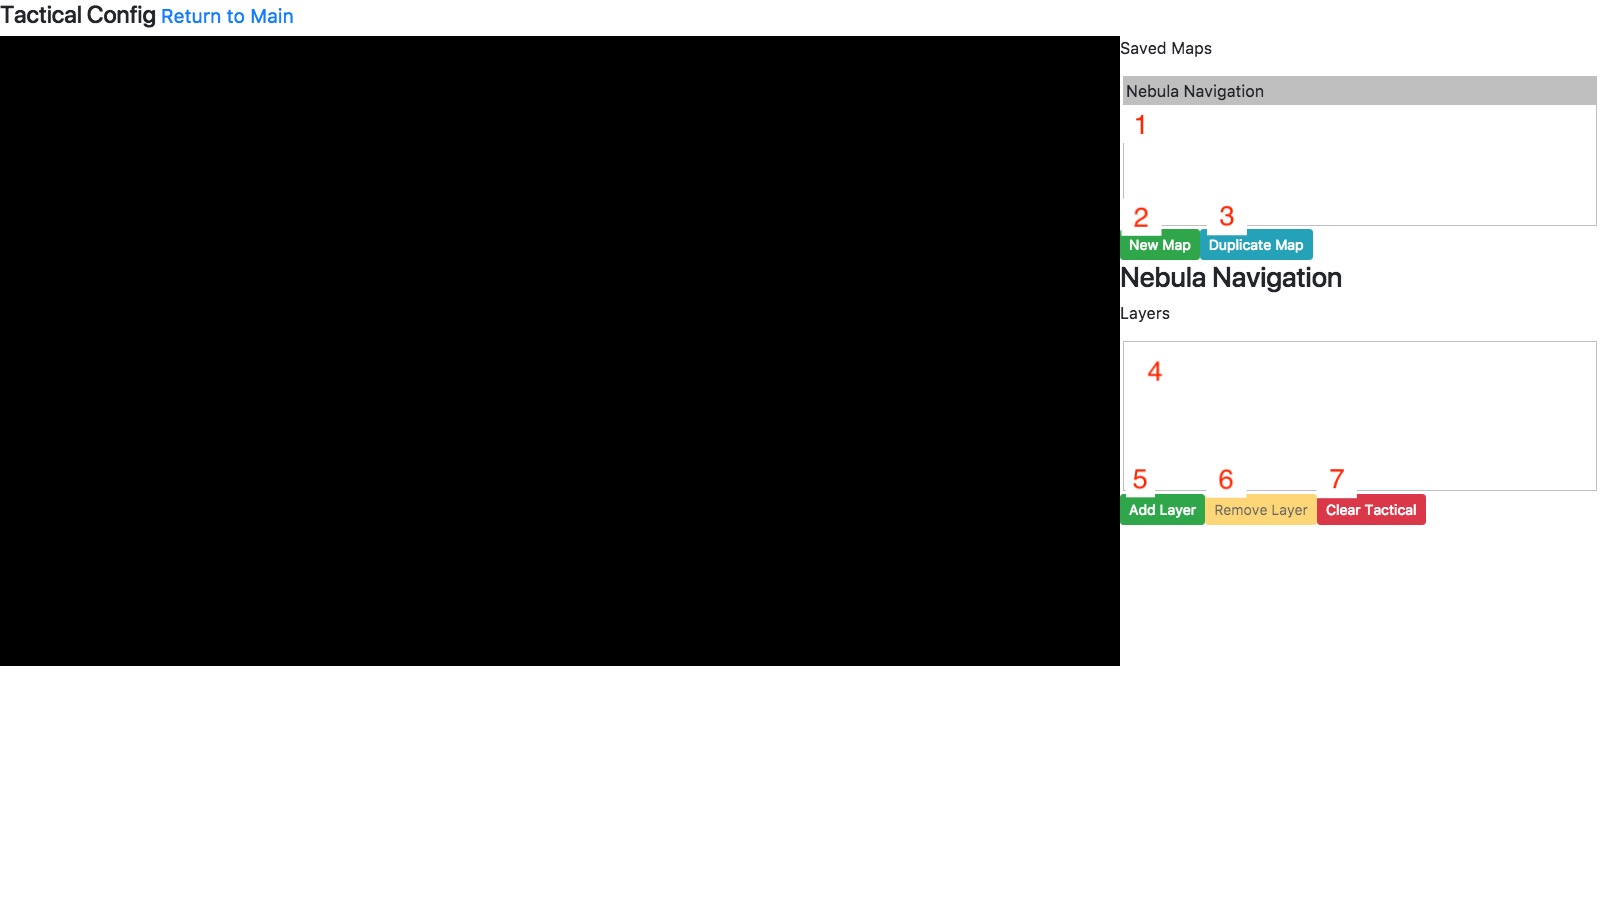 Tactical Config Return to Main
Saved Maps
Nebula Navigation
1
2 3
New Map Duplicate Map
Nebula Navigation
Layers
4
5 6 7
Add Layer Remove Layer Clear Tactical